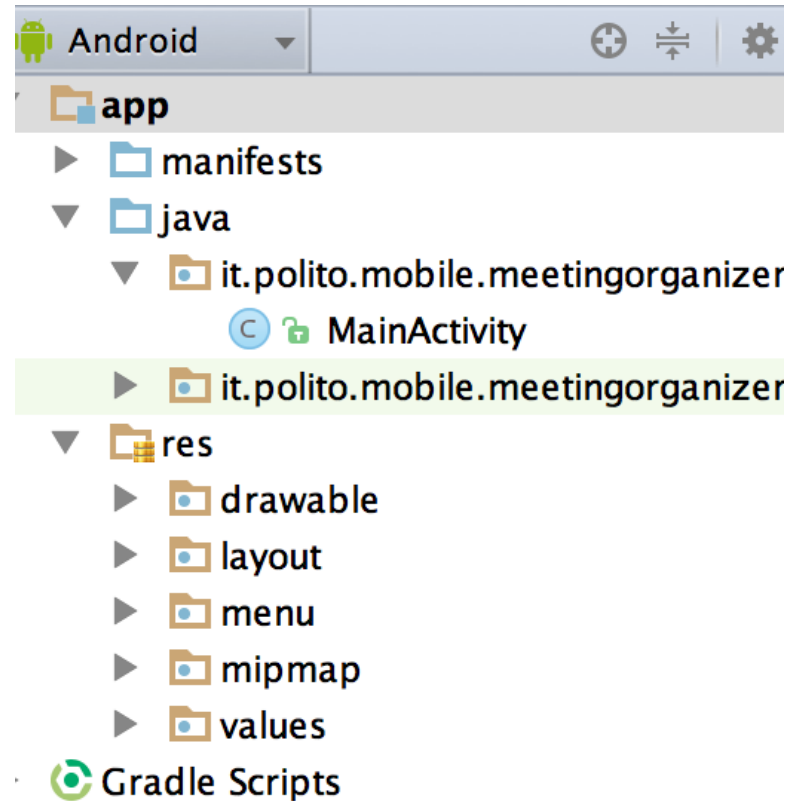 Android
app
manifests
java
it.polito.mobile.meetingorganizer
C MainActivity
it.polito.mobile.meetingorganizer
res
drawable
layout
menu
mipmap
values
Gradle Scripts